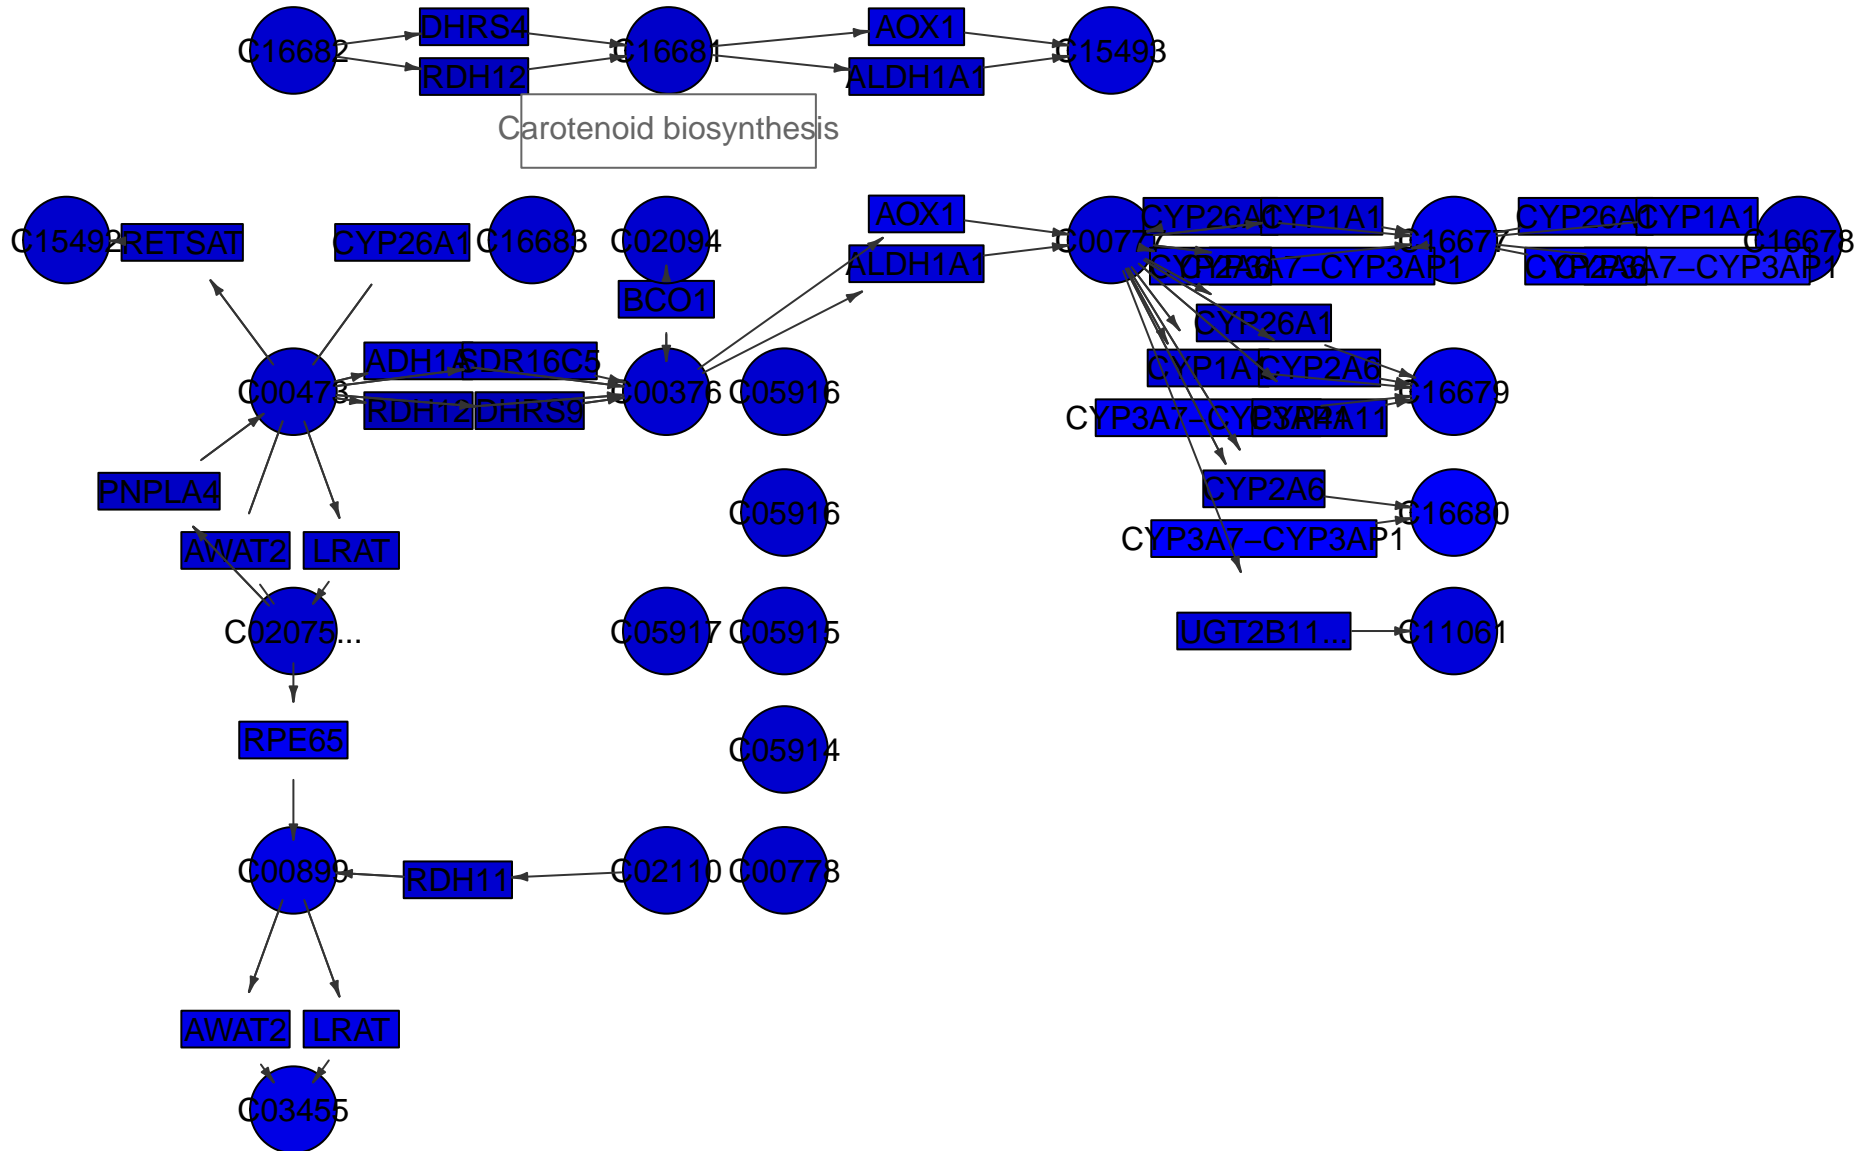 C16682
DHRS4
RDH12
C16681
AOX1
ALDH1A1
C15493
Carotenoid biosynthesis
C15492
RETSAT
CYP26A1
C16683
C02094
BCO1
AOX1
ALDH1A1
CYP26A1
CYP1A1
CYP2A6
C16677
CYP26A1
CYP1A1
CYP2A6
C16678
C00473
ADH1A
SDR16C5
RDH12
DHRS9
C00376
C05916
CYP26A1
CYP2A6
C16679
PNPLA4
AWAT2
LRAT
C05916
CYP2A6
CYP3A7−CYP3AP1
C16680
C02075...
C05917
C05915
UGT2B11...
C11061
RPE65
C05914
C00899
RDH11
C02110
C00778
AWAT2
LRAT
C03455